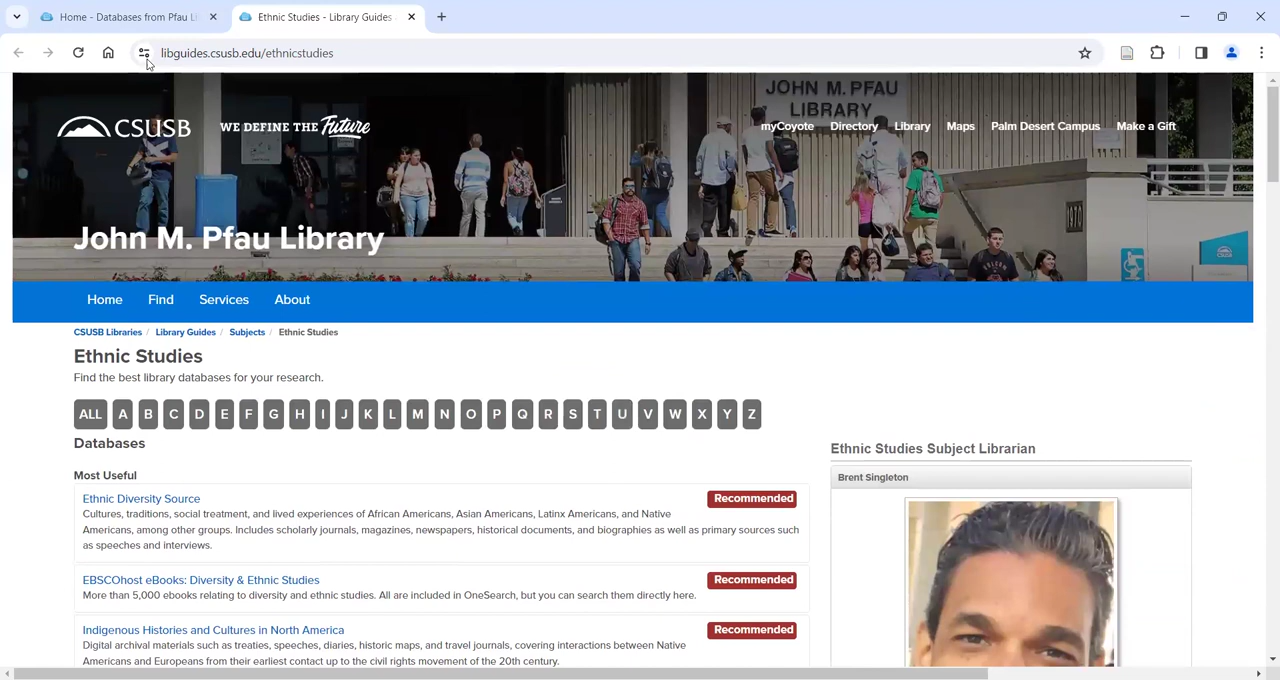 Home - Databases from Pfau Li
Ethnic Studies - Library Guides
libguides.csusb.edu/ethnicstudies
JOHN M. PFAU
LIBRARY
CSUSB
WE DEFINE THE Future
myCoyote
Directory
Library
Maps
Palm Desert Campus
Make a Gift
1970
John M. Pfau Library
Home
Find
Services
About
CSUSB Libraries / Library Guides / Subjects / Ethnic Studies
Ethnic Studies
Find the best library databases for your research.
ALL A B C D E F G H I J K L M N O P Q R S T U V W X Y Z
Databases
Ethnic Studies Subject Librarian
Most Useful
Brent Singleton
Ethnic Diversity Source
Recommended
Cultures, traditions, social treatment, and lived experiences of African Americans, Asian Americans, Latinx Americans, and Native
Americans, among other groups. Includes scholarly journals, magazines, newspapers, historical documents, and biographies as well as primary sources such
as speeches and interviews.
EBSCOhost eBooks: Diversity & Ethnic Studies
Recommended
More than 5,000 ebooks relating to diversity and ethnic studies. All are included in OneSearch, but you can search them directly here.
Indigenous Histories and Cultures in North America
Recommended
Digital archival materials such as treaties, speeches, diaries, historic maps, and travel journals, covering interactions between Native
Americans and Europeans from their earliest contact up to the civil rights movement of the 20th century.